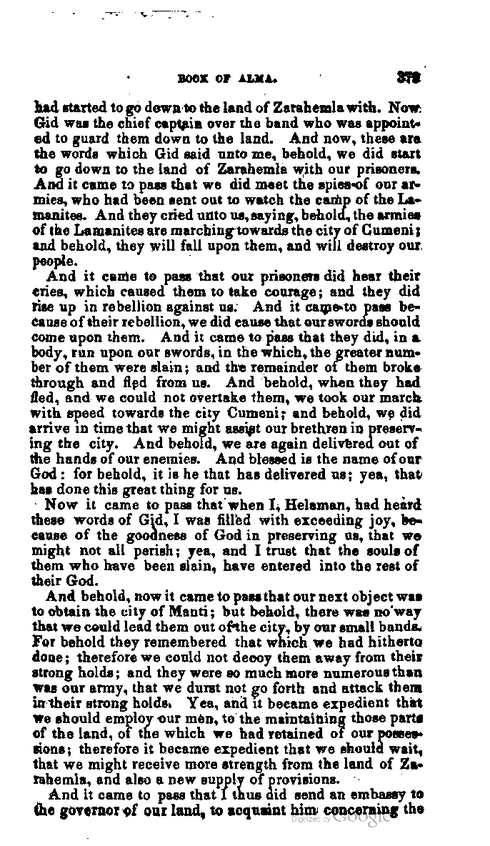 BOOK OF ALMA. 373
had started to go down to the land of Zarahemla with. Now
Gid was the chief captain over the band who was appoint-
ed to guard them down to the land. And now, these are
the words which Gid said unto me, behold, we did start
to go down to the land of Zarahemla with our prisoners.
And it came to pass that we did meet the spies of our ar-
mies, who had been sent out to watch the camp of the La-
manites. And they cried unto us, saying, behold, the armies
of the Lamanites are marching towards the city of Cumeni;
and behold, they will fall upon them, and will destroy our
people.
And it came to pass that our prisoners did hear their
cries, which caused them to take courage; and they did
rise up in rebellion against us. And it came to pass be-
cause of their rebellion, we did cause that our swords should
come upon them. And it came to pass that they did, in a
body, run upon our swords, in the which, the greater num-
ber of them were slain; and the remainder of them broke
through and fled from us. And behold, when they had
fled, and we could not overtake them, we took our march
with speed towards the city Cumeni; and behold, we did
arrive in time that we might assist our brethren in preserv-
ing the city. And behold, we are again delivered out of
the hands of our enemies. And blessed is the name of our
God: for behold, it is he that has delivered us; yea, that
has done this great thing for us.
Now it came to pass that when I, Helaman, had heard
these words of Gid, I was filled with exceeding joy, be-
cause of the goodness of God in preserving us, that we
might not all perish; yea, and I trust that the souls of
them who have been slain, have entered into the rest of
their God.
And behold, now it came to pass that our next object was
to obtain the city of Manti; but behold, there was no way
that we could lead them out of the city, by our small bands.
For behold they remembered that which we had hitherto
done; therefore we could not decoy them away from their
strong holds; and they were so much more numerous than
was our army, that we durst not go forth and attack them
in their strong holds. Yea, and it became expedient that
we should employ our men, to the maintaining those parts
of the land, of the which we had retained of our posses-
sions; therefore it became expedient that we should wait,
that we might receive more strength from the land of Za-
rahemla, and also a new supply of provisions.
And it came to pass that I thus did send an embassy to
the governor of our land, to acquaint him concerning the
Digitized by Google